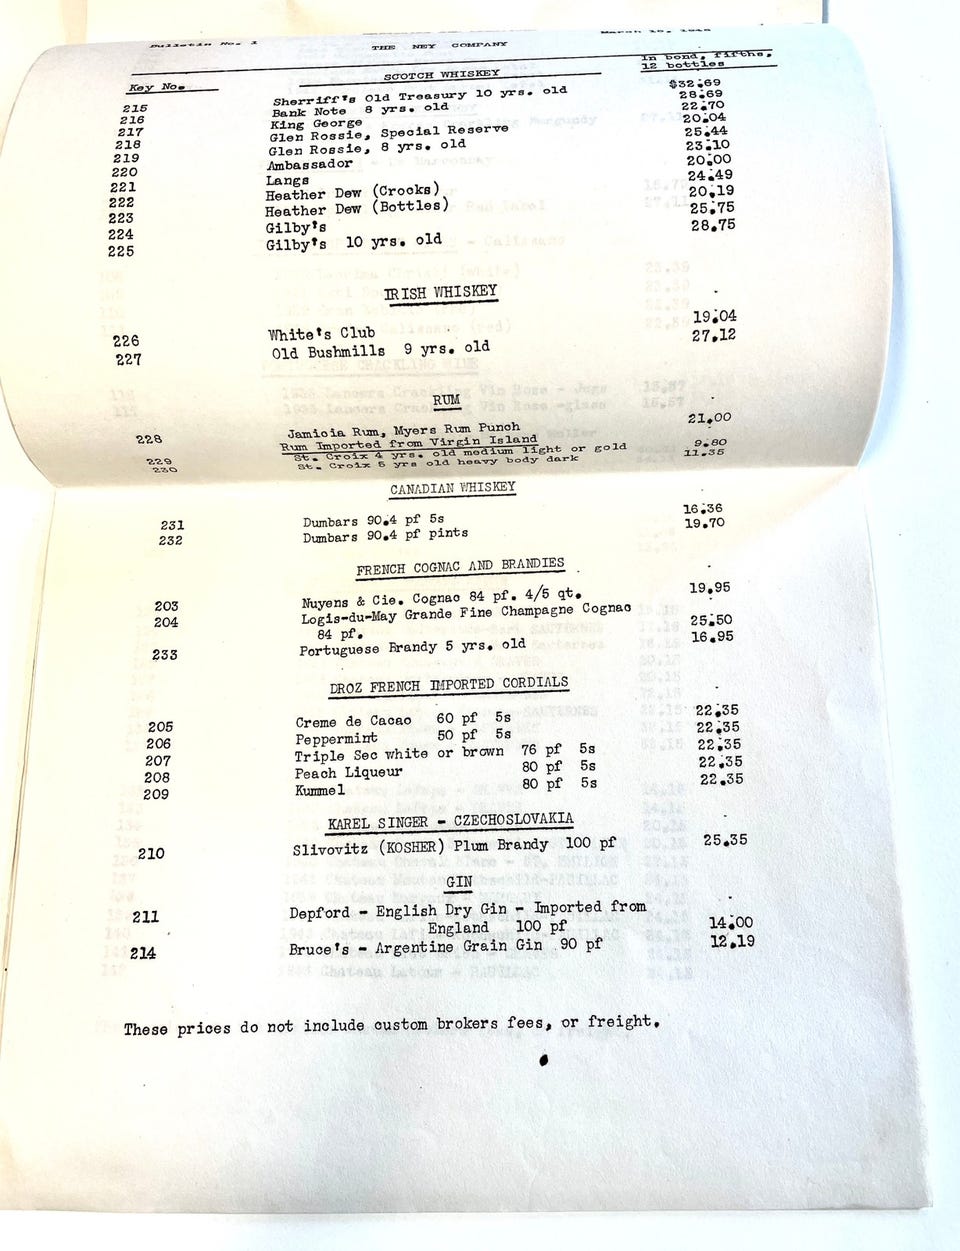 Bulletin No. 1 THE NEY COMPANY March
In bond, fifths,
Key No. SCOTCH WHISKEY 12 bottles
215 Sherriff's Old Treasury 10 yrs. old $32.69
216 Bank Note 8 yrs. old 28.69
217 King George 22.70
218 Glen Rossie, Special Reserve 20.04
219 Glen Rossie, 8 yrs. old 25.44
220 Ambassador 23.10
221 Langs 20.00
222 Heather Dew (Crocks) 24.49
223 Heather Dew (Bottles) 20.19
224 Gilby's 25.75
225 Gilby's 10 yrs. old 28.75
IRISH WHISKEY
226 White's Club 19.04
227 Old Bushmills 9 yrs. old 27.12
RUM
228 Jamicia Rum, Myers Rum Punch 21.00
Rum Imported from Virgin Island
229 St. Croix 4 yrs. old medium light or gold 9.80
230 St. Croix 5 yrs old heavy body dark 11.35
CANADIAN WHISKEY
231 Dumbars 90.4 pf 5s 16.36
232 Dumbars 90.4 pf pints 19.70
FRENCH COGNAC AND BRANDIES
203 Nuyens & Cie. Cognac 84 pf. 4/5 qt. 19.95
204 Logis-du-May Grande Fine Champagne Cognac
84 pf. 25.50
233 Portuguese Brandy 5 yrs. old 16.95
DROZ FRENCH IMPORTED CORDIALS
205 Creme de Cacao 60 pf 5s 22.35
206 Peppermint 50 pf 5s 22.35
207 Triple Sec white or brown 76 pf 5s 22.35
208 Peach Liqueur 80 pf 5s 22.35
209 Kummel 80 pf 5s 22.35
KAREL SINGER - CZECHOSLOVAKIA
210 Slivovitz (KOSHER) Plum Brandy 100 pf 25.35
GIN
211 Depford - English Dry Gin - Imported from
England 100 pf 14.00
214 Bruce's - Argentine Grain Gin 90 pf 12.19
These prices do not include custom brokers fees, or freight.